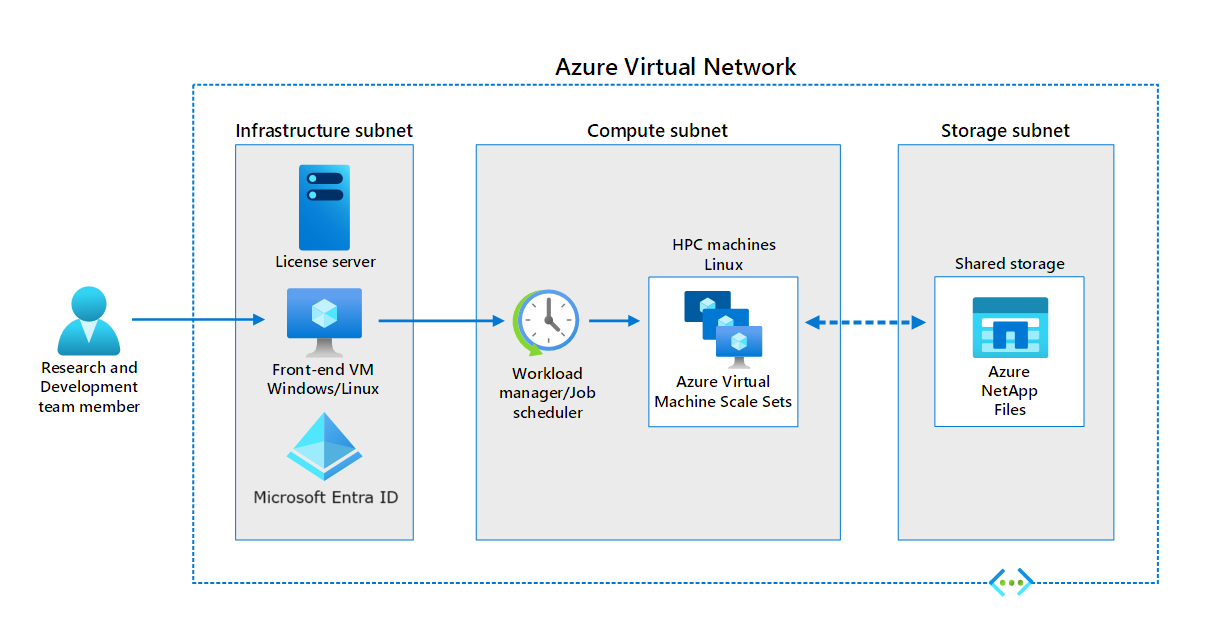 Azure Virtual Network
Infrastructure subnet
Compute subnet
Storage subnet
License server
HPC machines
Linux
Shared storage
Research and
Development
team member
Front-end VM
Windows/Linux
Workload
manager/Job
scheduler
Azure Virtual
Machine Scale Sets
Azure
NetApp
Files
Microsoft Entra ID